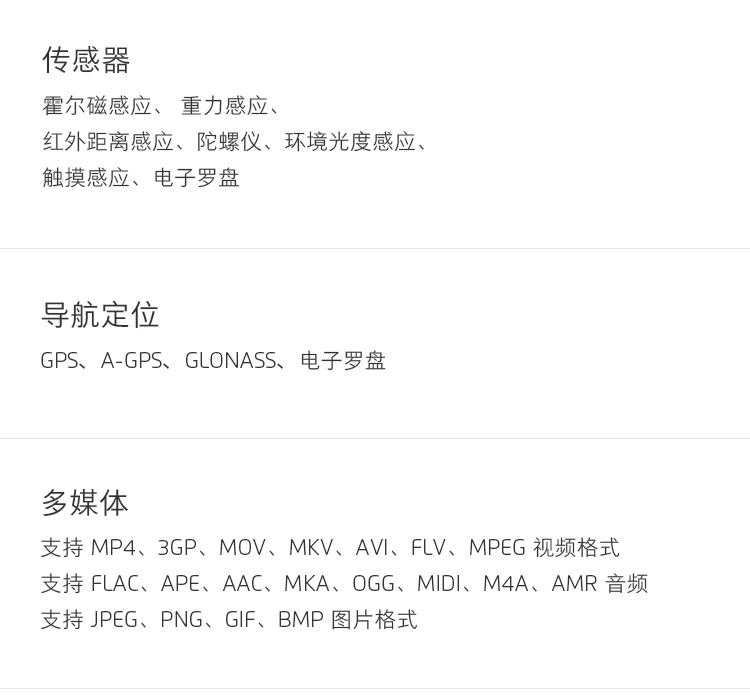 传感器
霍尔磁感应、 重力感应、
红外距离感应、陀螺仪、环境光度感应、
触摸感应、电子罗盘
导航定位
GPS、A-GPS、GLONASS、电子罗盘
多媒体
支持 MP4、3GP、MOV、MKV、AVI、FLV、MPEG 视频格式
支持 FLAC、APE、AAC、MKA、OGG、MIDI、M4A、AMR 音频
支持 JPEG、PNG、GIF、BMP 图片格式